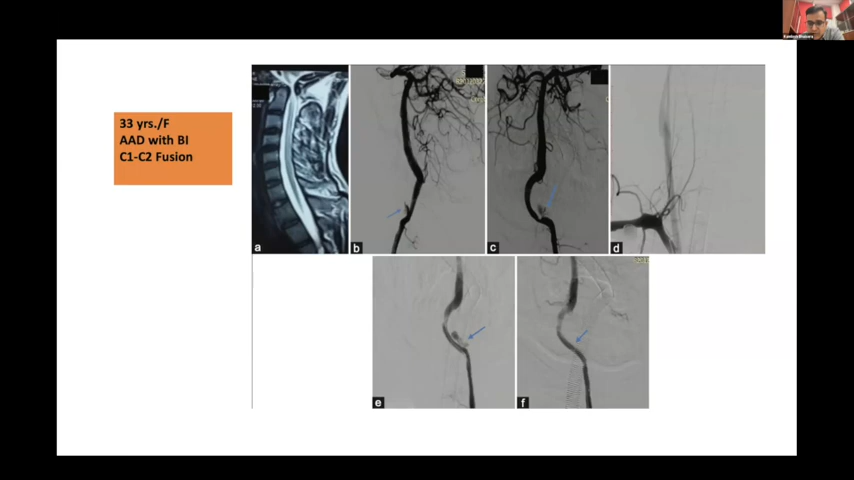 33 yrs./F
AAD with BI
C1-C2 Fusion
a
b
c
d
e
f